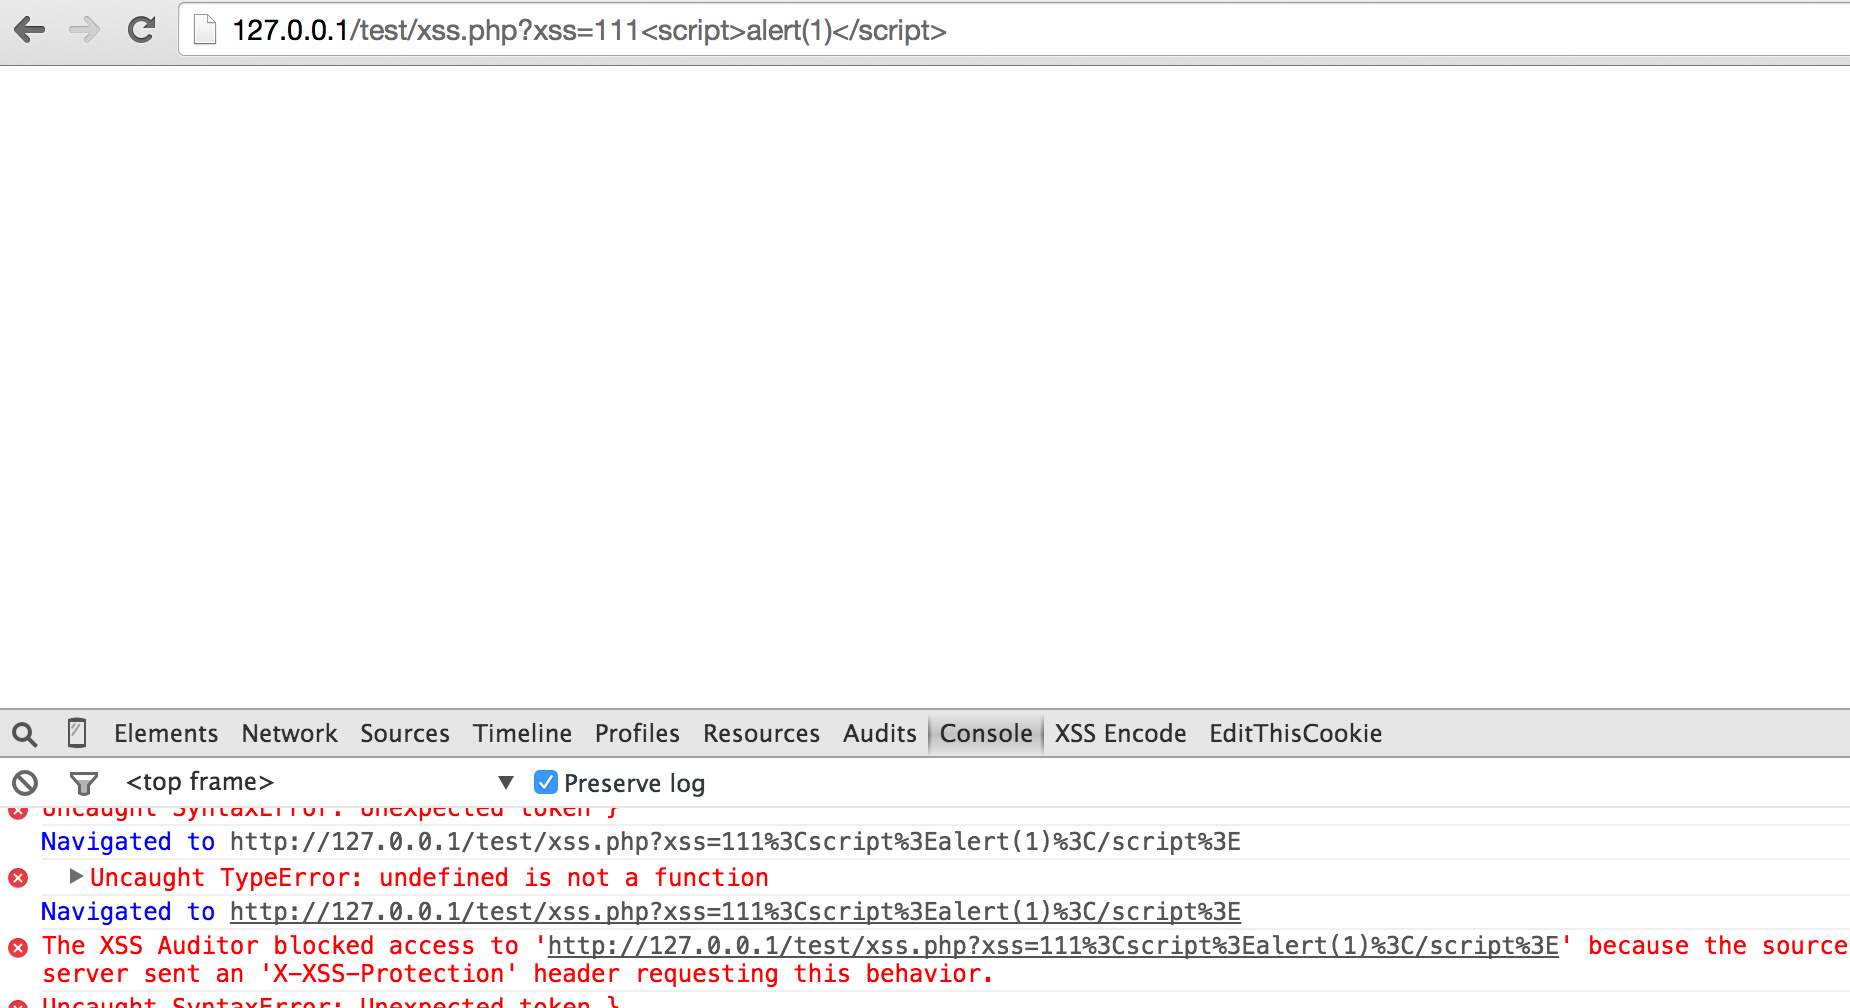 127.0.0.1/test/xss.php?xss=111<script>alert(1)</script>
Elements Network Sources Timeline Profiles Resources Audits Console XSS Encode EditThisCookie
<top frame> ▼ Preserve log
Uncaught SyntaxError: Unexpected token }
Navigated to http://127.0.0.1/test/xss.php?xss=111%3Cscript%3Ealert(1)%3C/script%3E
Uncaught TypeError: undefined is not a function
Navigated to http://127.0.0.1/test/xss.php?xss=111%3Cscript%3Ealert(1)%3C/script%3E
The XSS Auditor blocked access to 'http://127.0.0.1/test/xss.php?xss=111%3Cscript%3Ealert(1)%3C/script%3E' because the source
server sent an 'X-XSS-Protection' header requesting this behavior.
Uncaught SyntaxError: Unexpected token }